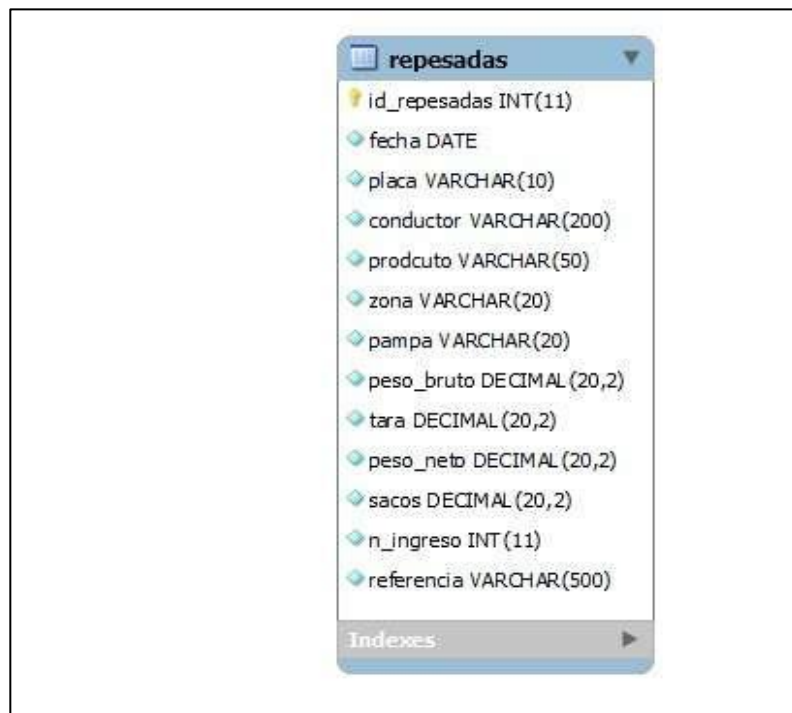 repesadas
id_repesadas INT(11)
fecha DATE
placa VARCHAR(10)
conductor VARCHAR(200)
prodcuto VARCHAR(50)
zona VARCHAR(20)
pampa VARCHAR(20)
peso_bruto DECIMAL(20,2)
tara DECIMAL(20,2)
peso_neto DECIMAL(20,2)
sacos DECIMAL(20,2)
n_ingreso INT(11)
referencia VARCHAR(500)
Indexes